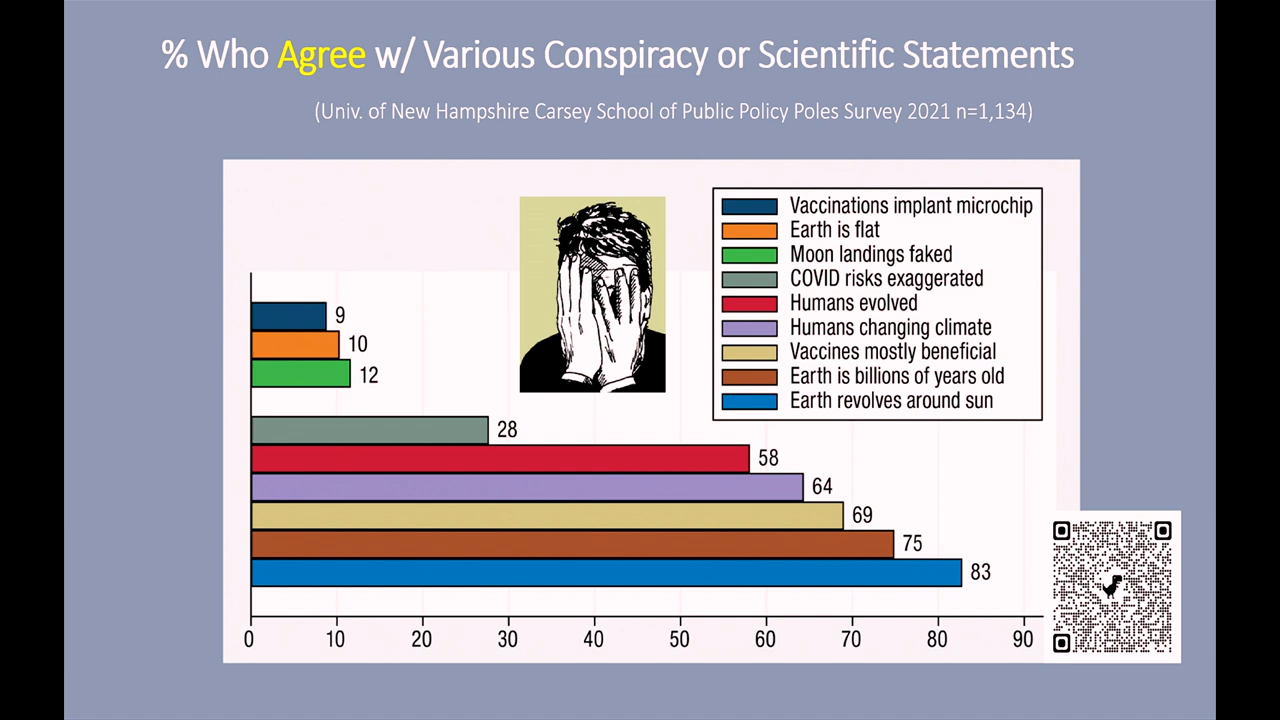 % Who Agree w/ Various Conspiracy or Scientific Statements
(Univ. of New Hampshire Carsey School of Public Policy Poles Survey 2021 n=1,134)
Vaccinations implant microchip
Earth is flat
Moon landings faked
COVID risks exaggerated
Humans evolved
Humans changing climate
Vaccines mostly beneficial
Earth is billions of years old
Earth revolves around sun
9
10
12
28
58
64
69
75
83
0 10 20 30 40 50 60 70 80 90